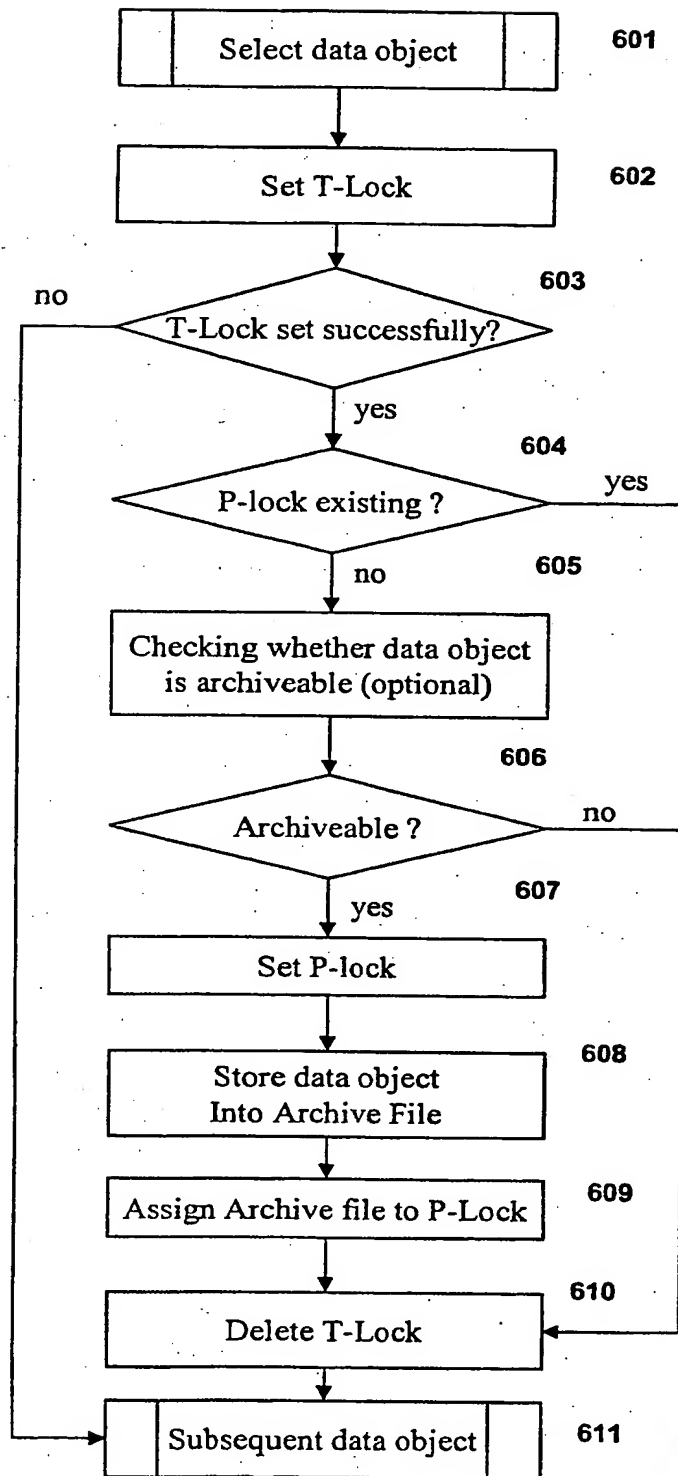 Select data object 601
Set T-Lock 602
603
no
T-Lock set successfully?
yes
604
P-lock existing ? yes
605
no
Checking whether data object
is archiveable (optional)
606
Archiveable ? no
607
yes
Set P-lock
608
Store data object
Into Archive File
Assign Archive file to P-Lock 609
610
Delete T-Lock
Subsequent data object 611